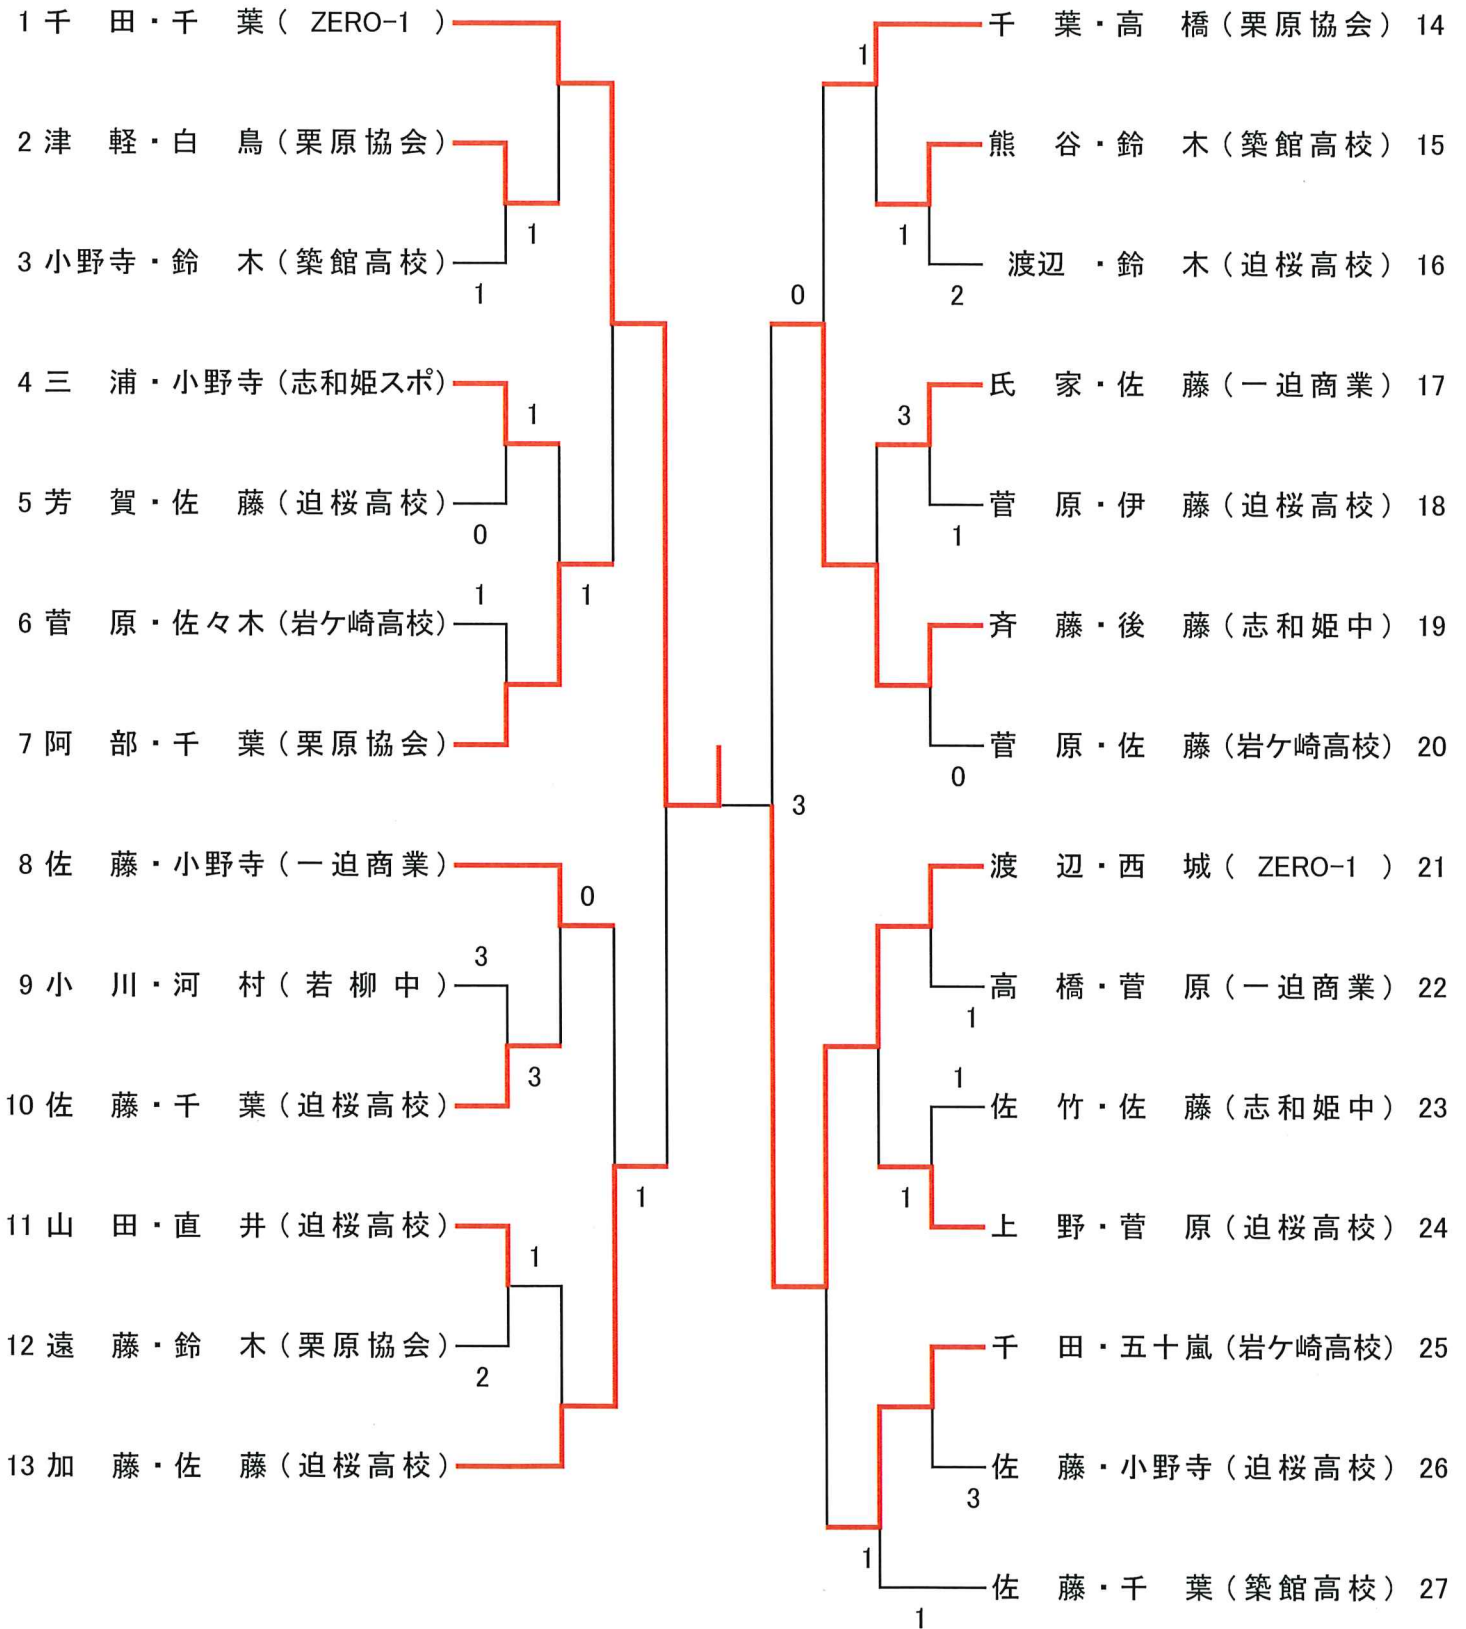 1 千 田・千 葉 ( ZERO-1 )
2 津 軽・白 鳥 (栗原協会)
1
3 小野寺・鈴 木 (築館高校)
1
4 三 浦・小野寺 (志和姫スポ)
1
5 芳 賀・佐 藤 (迫桜高校)
0
1
1
6 菅 原・佐々木 (岩ケ崎高校)
7 阿 部・千 葉 (栗原協会)
8 佐 藤・小野寺 (一迫商業)
0
3
9 小 川・河 村 (若柳中)
3
10 佐 藤・千 葉 (迫桜高校)
1
11 山 田・直 井 (迫桜高校)
1
12 遠 藤・鈴 木 (栗原協会)
2
13 加 藤・佐 藤 (迫桜高校)
千 葉・高 橋 (栗原協会) 14
1
熊 谷・鈴 木 (築館高校) 15
1
渡辺 ・鈴 木 (迫桜高校) 16
0
2
氏 家・佐 藤 (一迫商業) 17
3
菅 原・伊 藤 (迫桜高校) 18
1
斉 藤・後 藤 (志和姫中) 19
菅 原・佐 藤 (岩ケ崎高校) 20
0
3
渡 辺・西 城 ( ZERO-1 ) 21
高 橋・菅 原 (一迫商業) 22
1
1
佐 竹・佐 藤 (志和姫中) 23
1
上 野・菅 原 (迫桜高校) 24
千 田・五十嵐 (岩ケ崎高校) 25
佐 藤・小野寺 (迫桜高校) 26
3
1
佐 藤・千 葉 (築館高校) 27
1